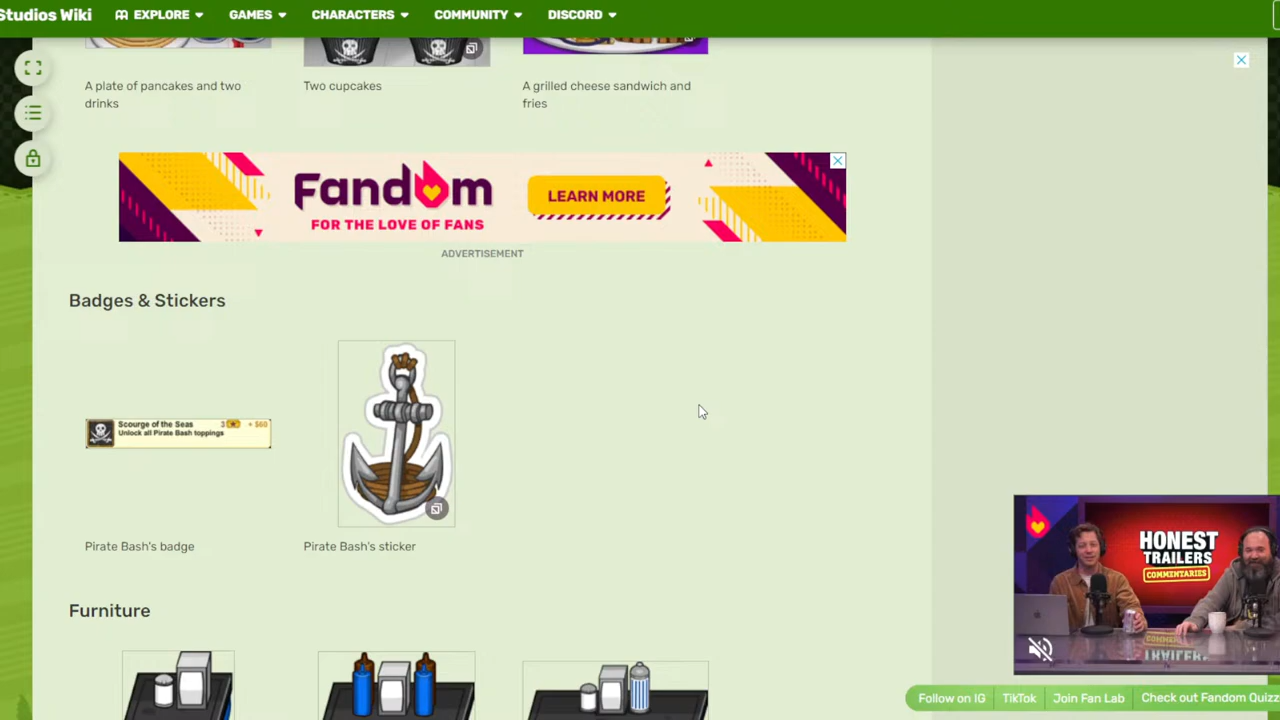 Studios Wiki
EXPLORE
GAMES
CHARACTERS
COMMUNITY
DISCORD
A plate of pancakes and two
drinks
Two cupcakes
A grilled cheese sandwich and
fries
Fandom
FOR THE LOVE OF FANS
LEARN MORE
ADVERTISEMENT
Badges & Stickers
Scourge of the Seas
3
+ $60
Unlock all Pirate Bash toppings
Pirate Bash's badge
Pirate Bash's sticker
Furniture
HONEST
TRAILERS
COMMENTARIES
Follow on IG
TikTok
Join Fan Lab
Check out Fandom Quizz